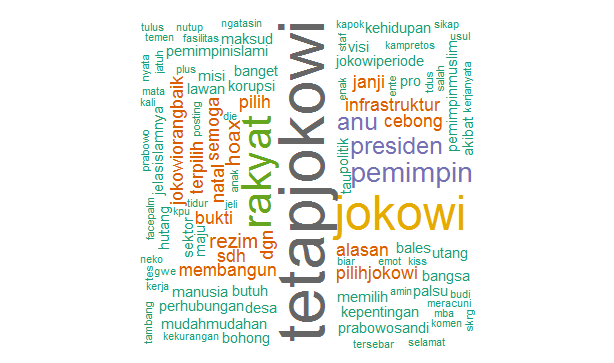 tulus
nutup
ngatasin
temen
fasilitas
maksud
nyata
jatuh
pemimpinislami
plus
misi
banget
mata
kali
lawan
korupsi
jokowiorangbaik
posting
pilih
jelasislamnya
terpilih
semoga
die
hoax
rakyat
prabowo
natal
anak
tidur
jeli
facepalm
kpu
bukti
hutang
sektor
maju
rezim
dgn
sdh
neko
tes
gwe
membangun
kerja
manusia
butuh
tambang
perhubungan
desa
mudahmudahan
kekurangan
bohong
tetapjokowi
kapok
kehidupan
sikap
staf
visi
kampretos
usul
jokowiperiode
enak
janji
ente
pro
tdus
salah
pemimpinmuslim
kerjanyata
infrastruktur
akibat
anu
cebong
tau
politik
presiden
pemimpin
jokowi
alasan
bales
utang
biar
emot
kiss
pilihjokowi
bangsa
memilih
amin
palsu
budi
meracuni
kepentingan
mba
skrg
prabowosandi
komen
tersebar
selamat